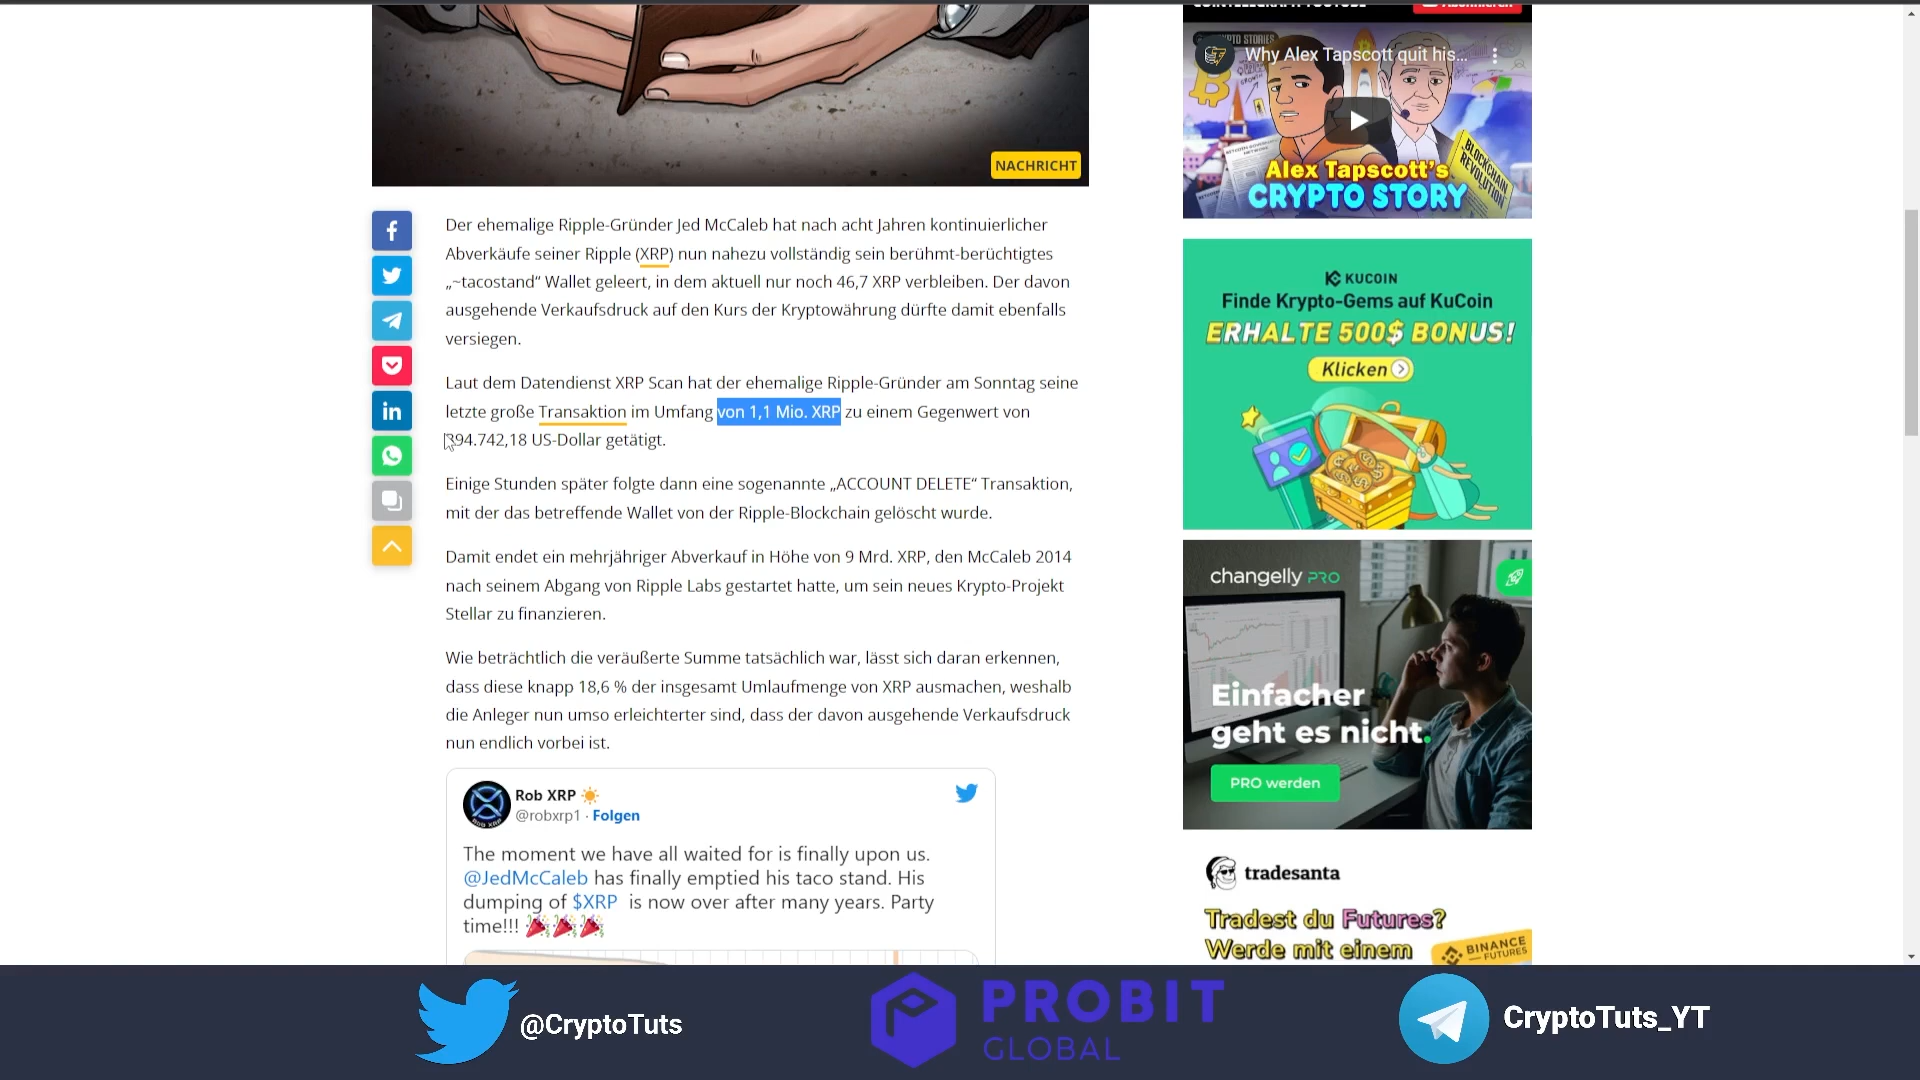 Why Alex Tapscott quit his...
BLOCKCHAIN
REVOLUTION
Alex Tapscott's
CRYPTO STORY
NACHRICHT
Der ehemalige Ripple-Gründer Jed McCaleb hat nach acht Jahren kontinuierlicher
Abverkäufe seiner Ripple (XRP) nun nahezu vollständig sein berühmt-berüchtigtes
„~tacostand“ Wallet geleert, in dem aktuell nur noch 46,7 XRP verbleiben. Der davon
ausgehende Verkaufsdruck auf den Kurs der Kryptowährung dürfte damit ebenfalls
versiegen.
Laut dem Datendienst XRP Scan hat der ehemalige Ripple-Gründer am Sonntag seine
letzte große Transaktion im Umfang von 1,1 Mio. XRP zu einem Gegenwert von
394.742,18 US-Dollar getätigt.
Einige Stunden später folgte dann eine sogenannte „ACCOUNT DELETE“ Transaktion,
mit der das betreffende Wallet von der Ripple-Blockchain gelöscht wurde.
Damit endet ein mehrjähriger Abverkauf in Höhe von 9 Mrd. XRP, den McCaleb 2014
nach seinem Abgang von Ripple Labs gestartet hatte, um sein neues Krypto-Projekt
Stellar zu finanzieren.
Wie beträchtlich die veräußerte Summe tatsächlich war, lässt sich daran erkennen,
dass diese knapp 18,6 % der insgesamt Umlaufmenge von XRP ausmachen, weshalb
die Anleger nun umso erleichterter sind, dass der davon ausgehende Verkaufsdruck
nun endlich vorbei ist.
Rob XRP
@robxrp1 · Folgen
The moment we have all waited for is finally upon us.
@JedMcCaleb has finally emptied his taco stand. His
dumping of $XRP is now over after many years. Party
time!!! 🎉🎉🎉
KUCOIN
Finde Krypto-Gems auf KuCoin
ERHALTE 500$ BONUS!
Klicken
changelly PRO
Einfacher
geht es nicht.
PRO werden
tradesanta
Tradest du Futures?
Werde mit einem
BINANCE
FUTURES
@CryptoTuts
PROBIT
GLOBAL
CryptoTuts_YT